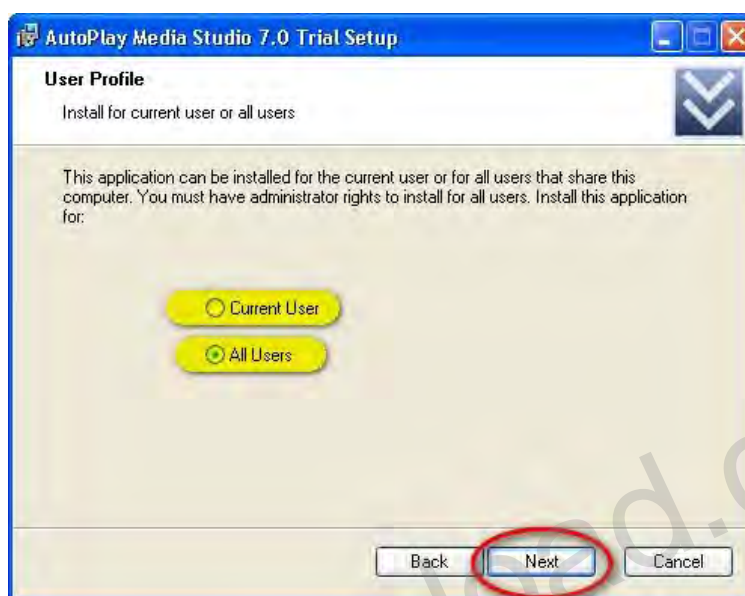 AutoPlay Media Studio 7.0 Trial Setup
User Profile
Install for current user or all users
This application can be installed for the current user or for all users that share this
computer. You must have administrator rights to install for all users. Install this application
for:
Current User
All Users
Back Next Cancel